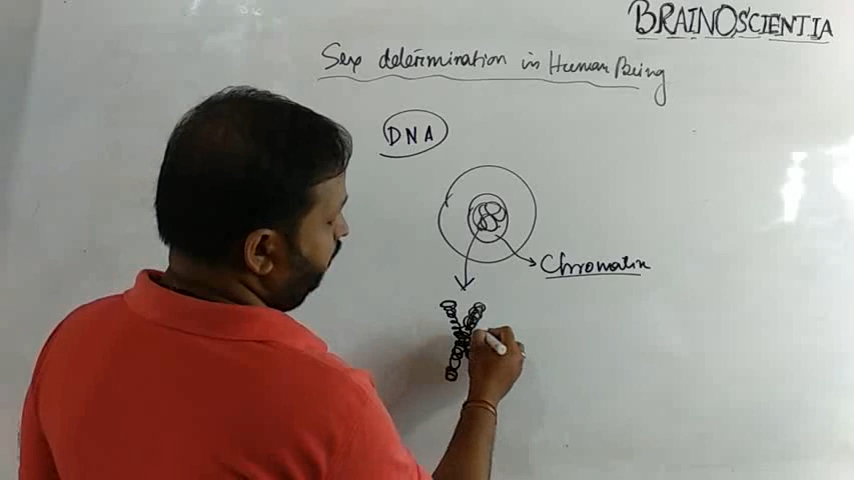 BRAINOSCIENTIA
Sex determination in Human Being
DNA
Chromatin